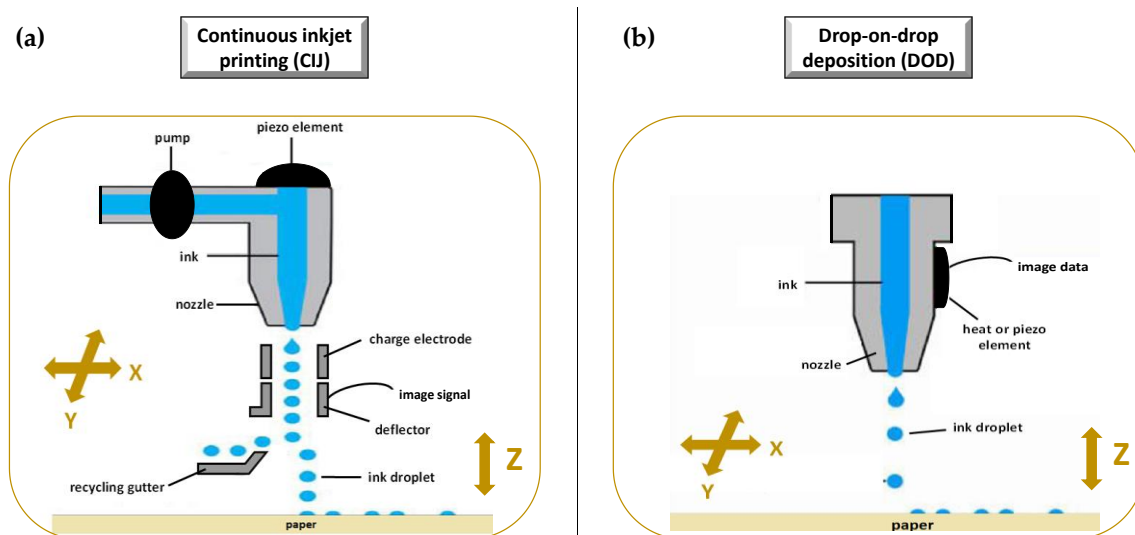 (a)
Continuous inkjet
printing (CIJ)
piezo element
pump
ink
nozzle
charge electrode
X
Y
image signal
deflector
Z
recycling gutter
ink droplet
paper
(b)
Drop-on-drop
deposition (DOD)
image data
ink
heat or piezo
element
nozzle
ink droplet
X
Y
Z
paper